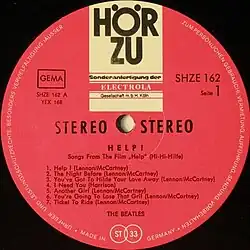 HÖR
ZU
Sonderanfertigung der
ELECTROLA
Gesellschaft m·b·H· Köln
GEMA
SHZE 162 A
YEX 168
SHZE 162
Seite 1
STEREO STEREO
HELP!
Songs From The Film „Help" (Hi-Hi-Hilfe)
1. Help ! (Lennon/McCartney)
2. The Night Before (Lennon/McCartney)
3. You've Got To Hilde Your Love Away (Lennon/McCartney)
4. I Need You (Harrison)
5. Another Girl (Lennon/McCartney)
6. You're Going To Lose That Girl (Lennon/McCartney)
7. Ticket To Ride (Lennon/McCartney)
THE BEATLES
ST 33
MADE IN GERMANY